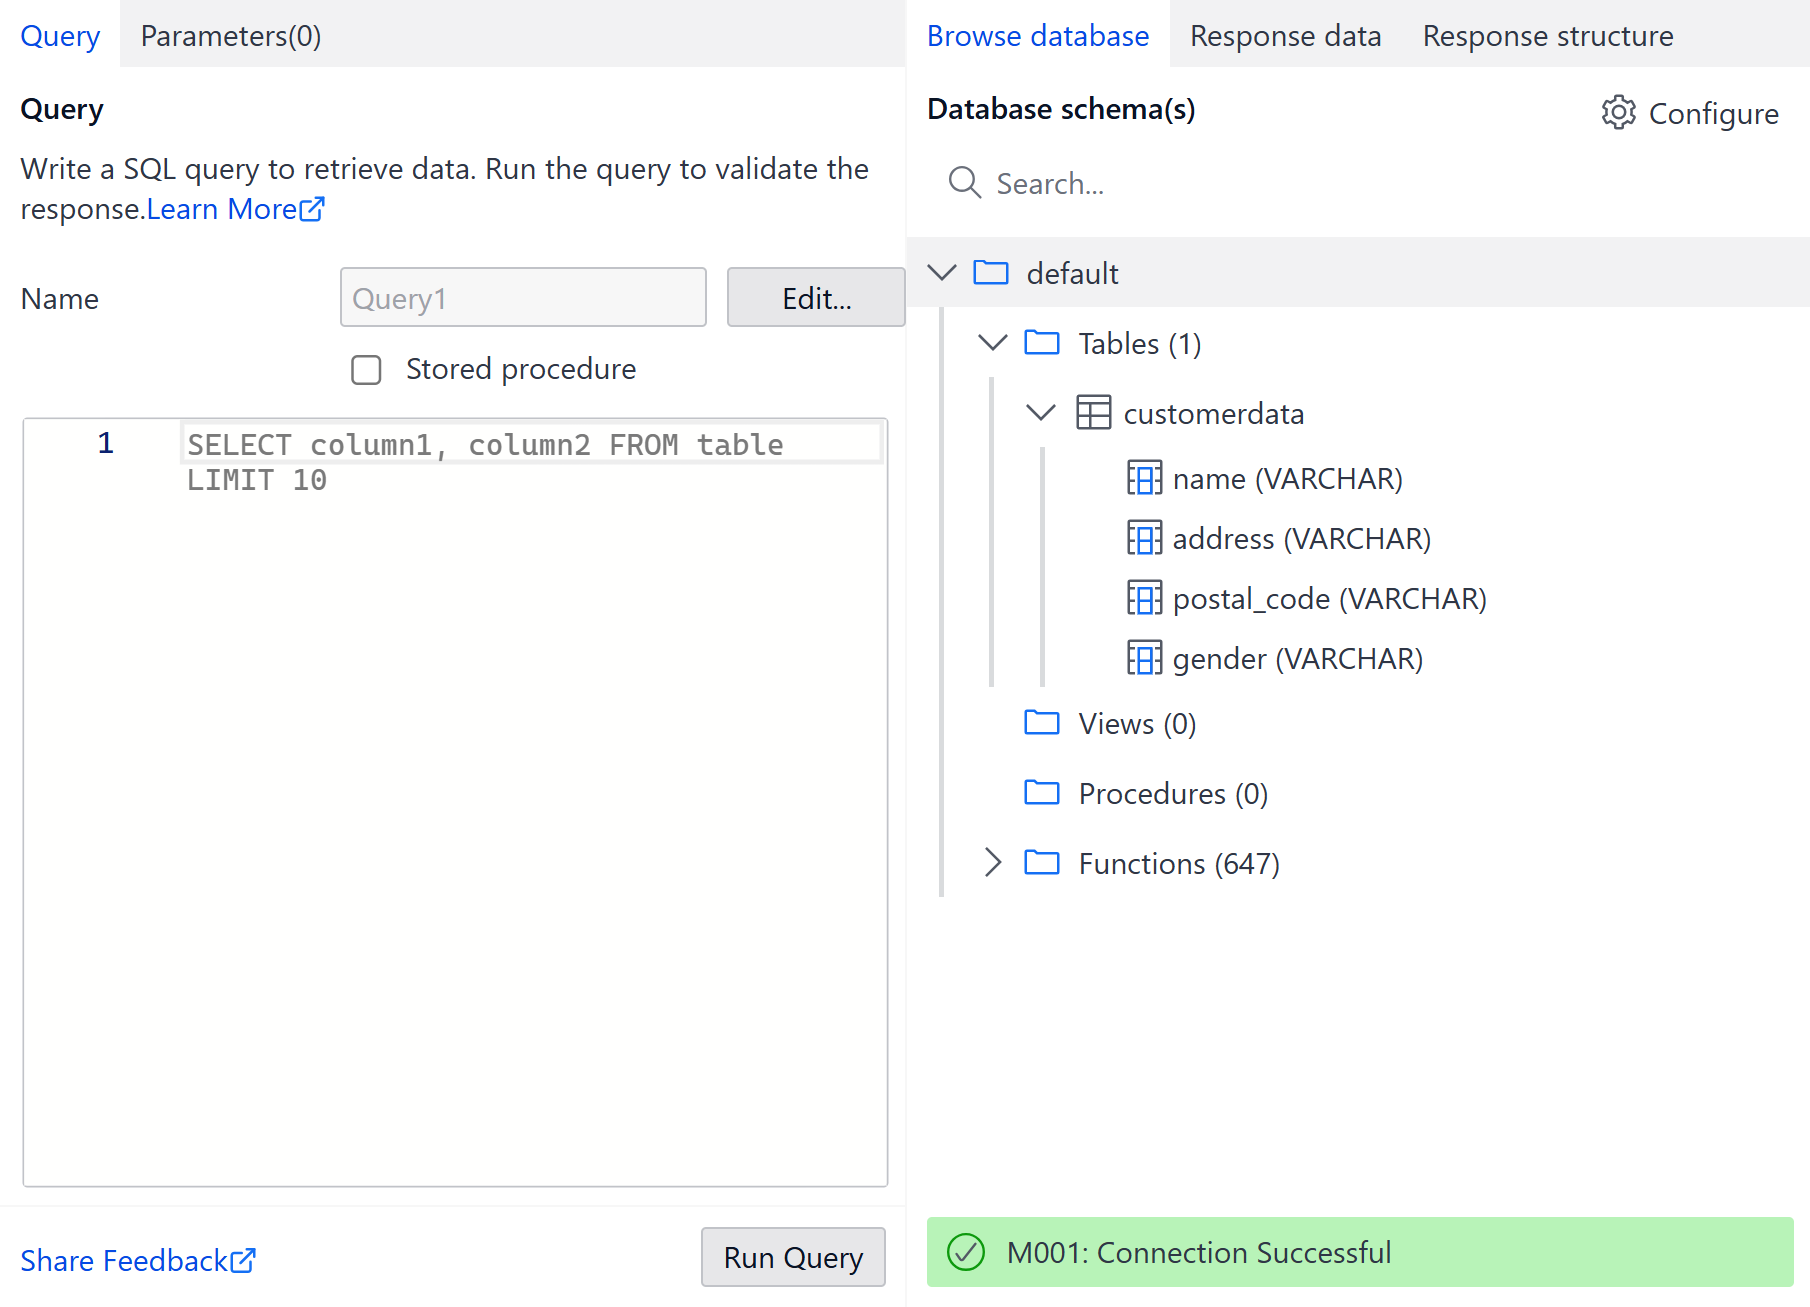 Query
Parameters(0)
Query
Write a SQL query to retrieve data. Run the query to validate the
response.Learn More
Name
Query1
Edit...
Stored procedure
1
SELECT column1, column2 FROM table
LIMIT 10
Share Feedback
Run Query
Browse database
Response data
Response structure
Database schema(s)
Configure
Search...
default
Tables (1)
customerdata
name (VARCHAR)
address (VARCHAR)
postal_code (VARCHAR)
gender (VARCHAR)
Views (0)
Procedures (0)
Functions (647)
M001: Connection Successful